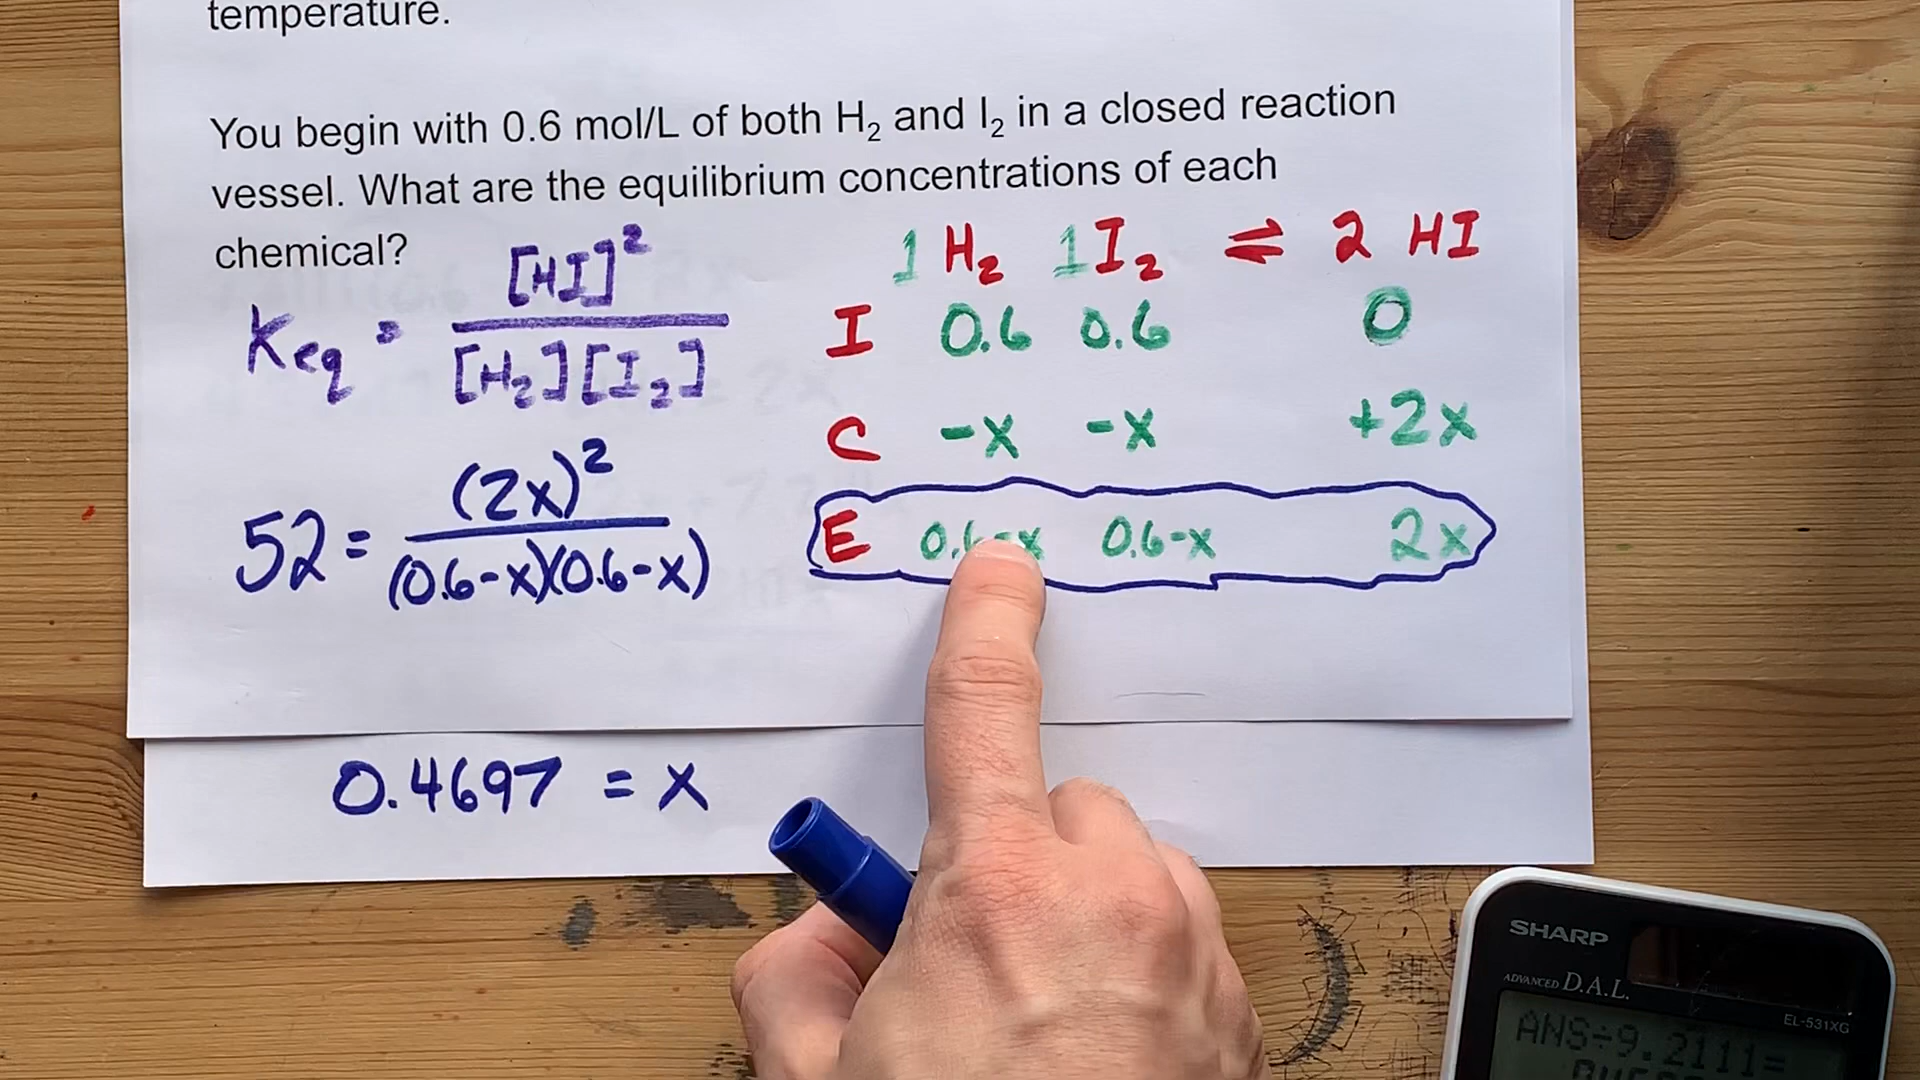 temperature.
You begin with 0.6 mol/L of both H₂ and I₂ in a closed reaction
vessel. What are the equilibrium concentrations of each
chemical?
Keq = [HI]² / [H₂][I₂]
52 = (2x)² / (0.6-x)(0.6-x)
1 H₂ 1 I₂ ⇌ 2 HI
I 0.6 0.6 0
C -x -x +2x
E 0.6-x 0.6-x 2x
0.4697 = x
SHARP
ADVANCED D.A.L.
EL-531XG
ANS÷9.2111=